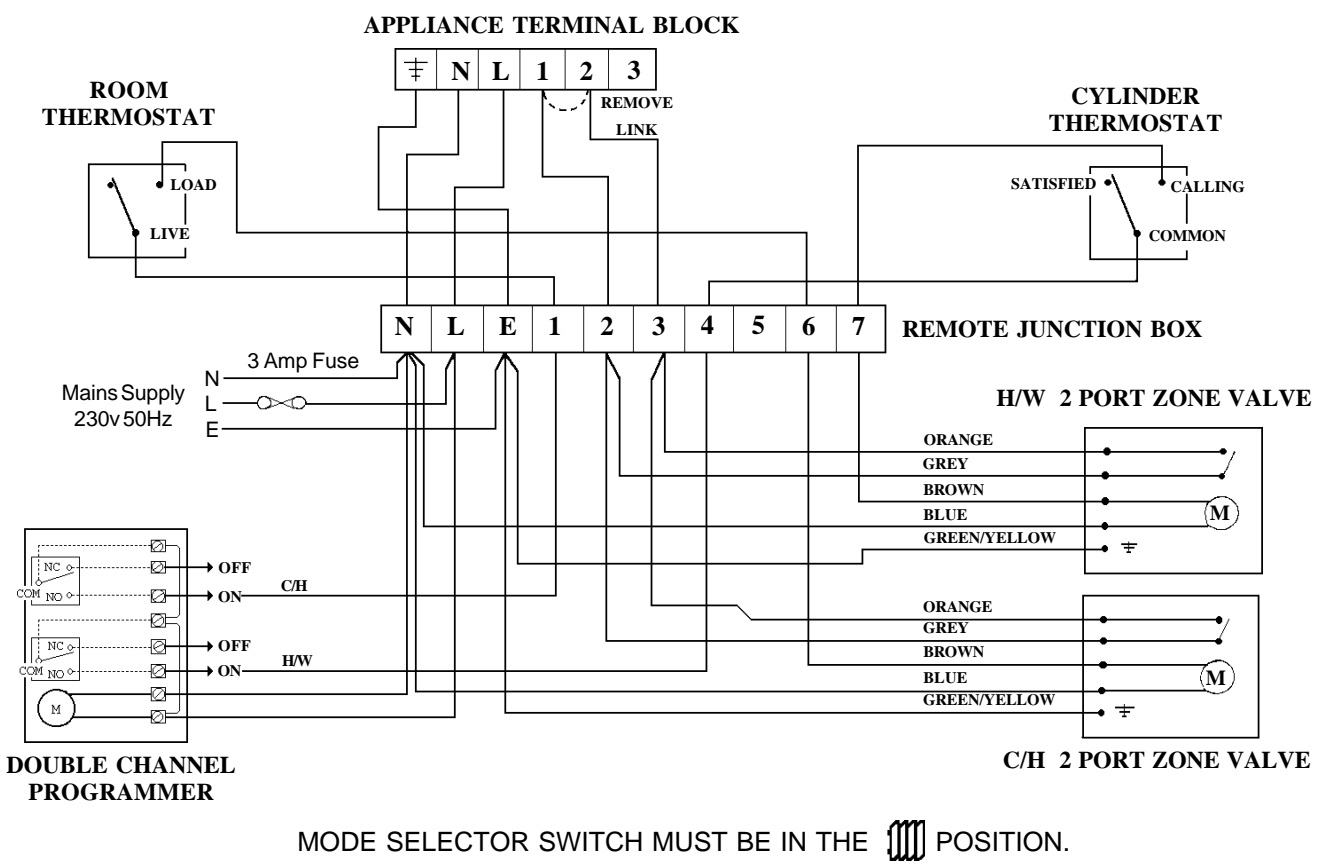 APPLIANCE TERMINAL BLOCK
N L 1 2 3
REMOVE
LINK
ROOM
THERMOSTAT
LOAD
LIVE
CYLINDER
THERMOSTAT
SATISFIED
CALLING
COMMON
N L E 1 2 3 4 5 6 7
REMOTE JUNCTION BOX
3 Amp Fuse
Mains Supply
230v 50Hz
N
L
E
H/W 2 PORT ZONE VALVE
ORANGE
GREY
BROWN
BLUE
GREEN/YELLOW
M
NC
COM
NO
OFF
ON
C/H
NC
COM
NO
OFF
ON
H/W
M
DOUBLE CHANNEL
PROGRAMMER
ORANGE
GREY
BROWN
BLUE
GREEN/YELLOW
M
C/H 2 PORT ZONE VALVE
MODE SELECTOR SWITCH MUST BE IN THE POSITION.